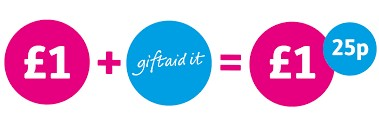 £1 + giftaid it = £1 25p